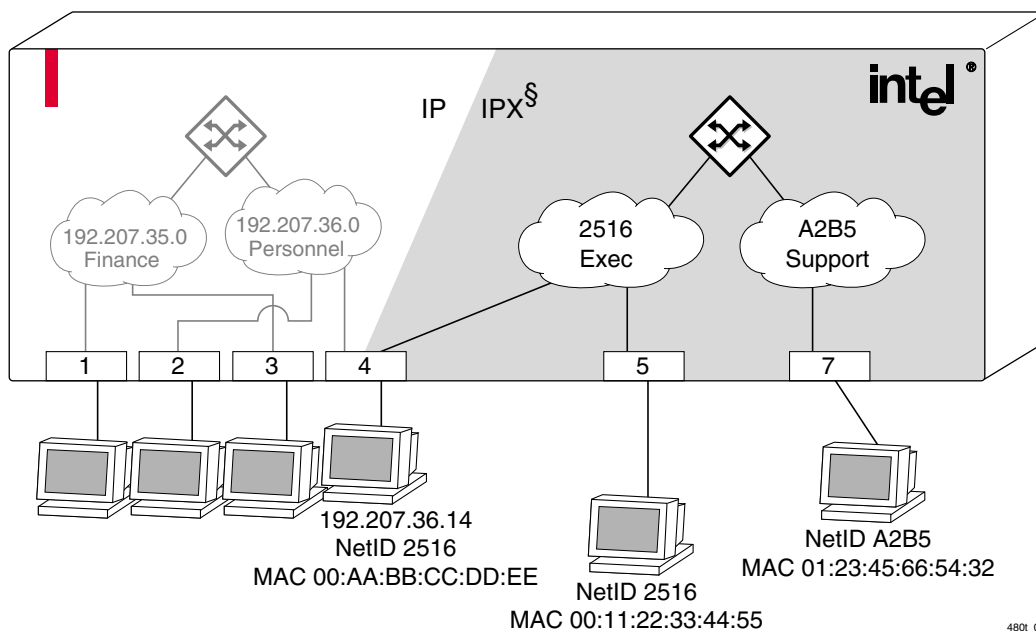 IP
IPX§
intel®
192.207.35.0
Finance
192.207.36.0
Personnel
2516
Exec
A2B5
Support
1
2
3
4
5
7
192.207.36.14
NetID 2516
MAC 00:AA:BB:CC:DD:EE
NetID 2516
MAC 00:11:22:33:44:55
NetID A2B5
MAC 01:23:45:66:54:32